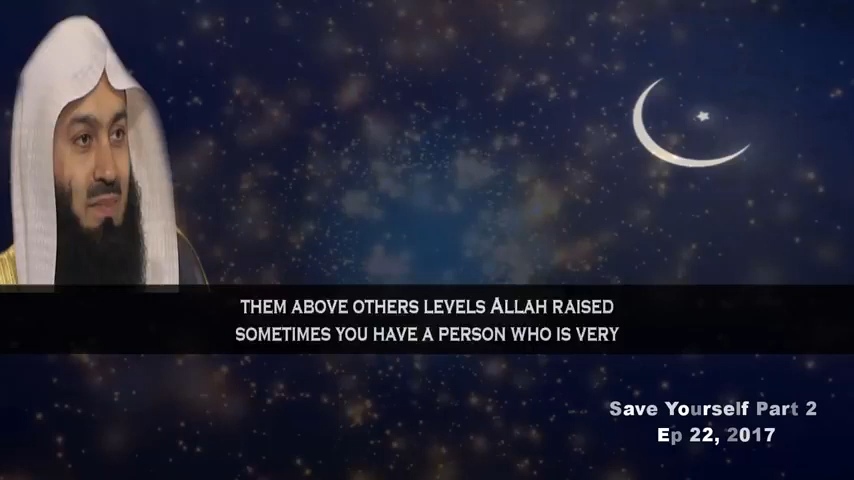 THEM ABOVE OTHERS LEVELS ALLAH RAISED
SOMETIMES YOU HAVE A PERSON WHO IS VERY
Save Yourself Part 2
Ep 22, 2017